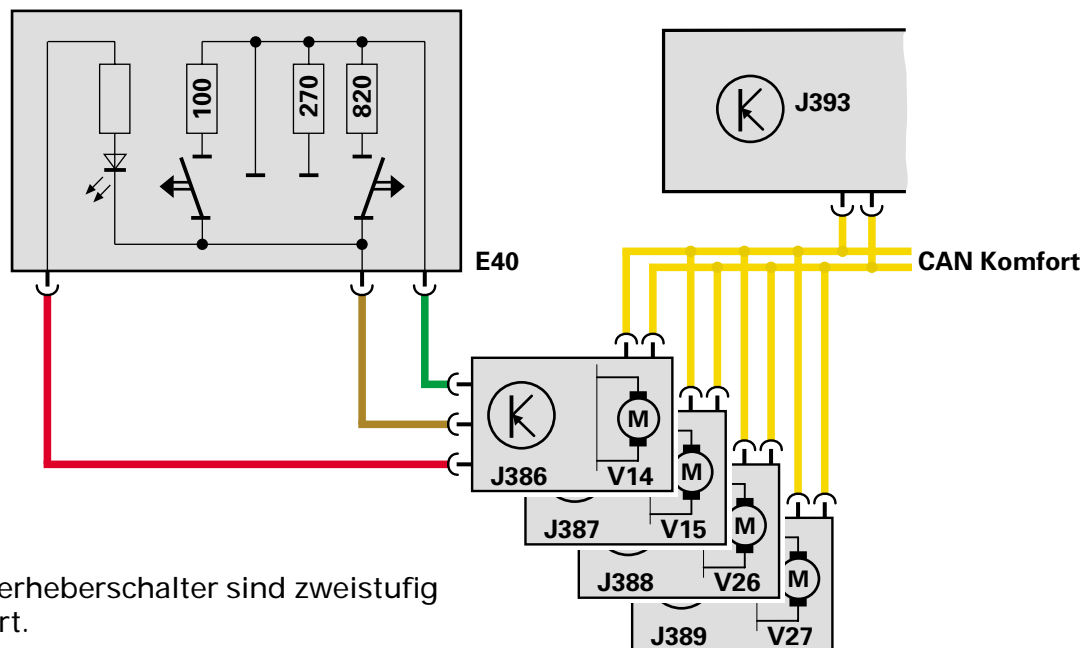 100
270
820
J393
E40
CAN Komfort
M
J386
V14
M
J387
V15
M
J388
V26
M
J389
V27
erheberschalter sind zweistufig
rt.